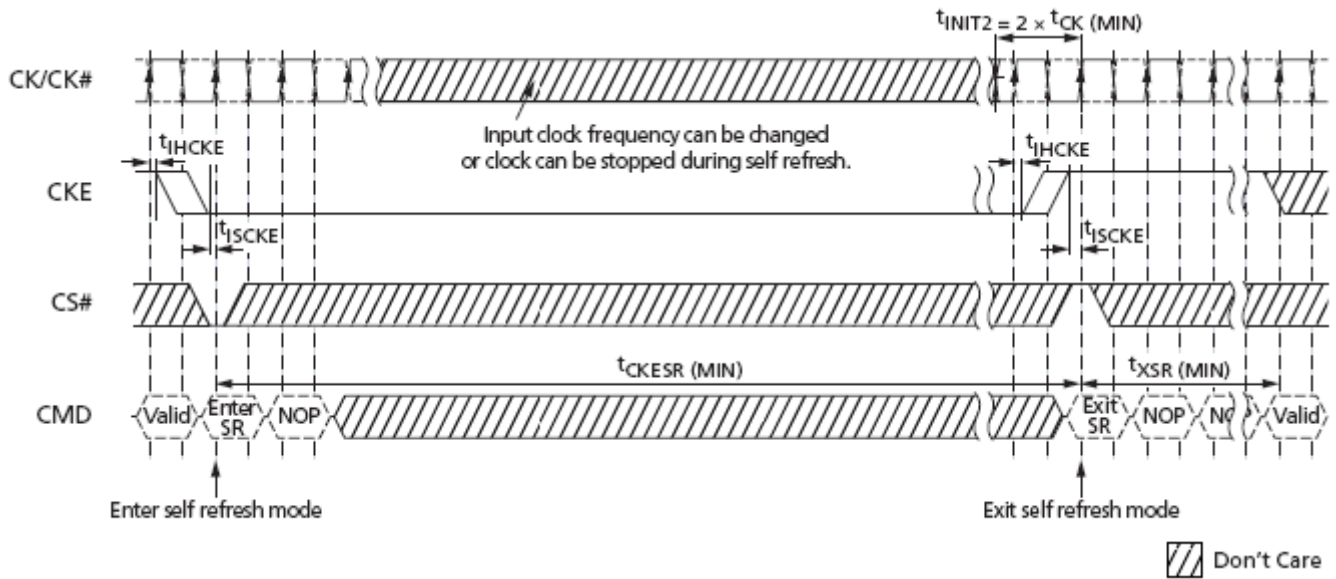 tINIT2 = 2 × tCK (MIN)
CK/CK#
Input clock frequency can be changed
or clock can be stopped during self refresh.
tIHCKE
tIHCKE
CKE
tISCKE
tISCKE
CS#
tCKESR (MIN)
tXSR (MIN)
CMD
Valid
Enter
SR
NOP
Exit
SR
NOP
Valid
Enter self refresh mode
Exit self refresh mode
Don't Care